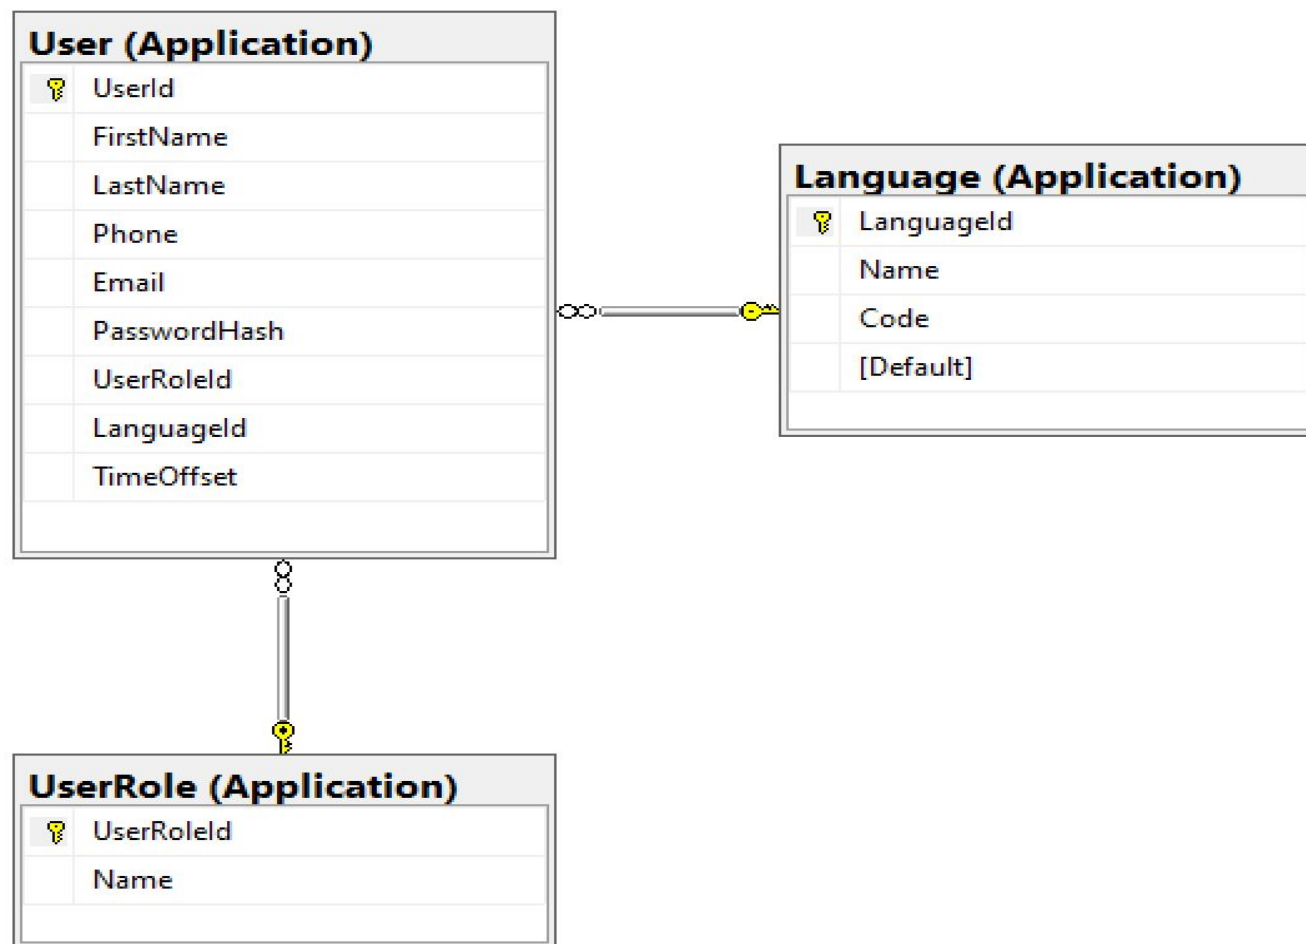 User (Application)
UserId
FirstName
LastName
Phone
Email
PasswordHash
UserRoleId
LanguageId
TimeOffset
Language (Application)
LanguageId
Name
Code
[Default]
UserRole (Application)
UserRoleId
Name